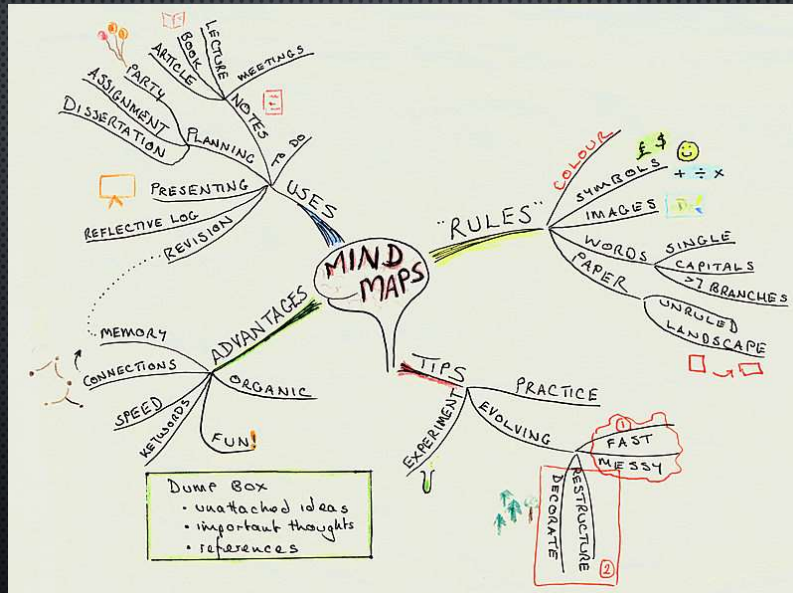 MIND
MAPS
USES
TO DO
NOTES
MEETINGS
LECTURE
BOOK
ARTICLE
PLANNING
PARTY
ASSIGNMENT
DISSERTATION
PRESENTING
REFLECTIVE LOG
REVISION
"RULES"
COLOUR
SYMBOLS
£ $
+ ÷ ×
IMAGES
WORDS
SINGLE
CAPITALS
>7 BRANCHES
PAPER
UNRULED
LANDSCAPE
TIPS
PRACTICE
EVOLVING
1
FAST
MESSY
RESTRUCTURE
DECORATE
2
EXPERIMENT
ADVANTAGES
MEMORY
CONNECTIONS
SPEED
KEYWORDS
FUN!
ORGANIC
DUMP BOX
• unattached ideas
• important thoughts
• references